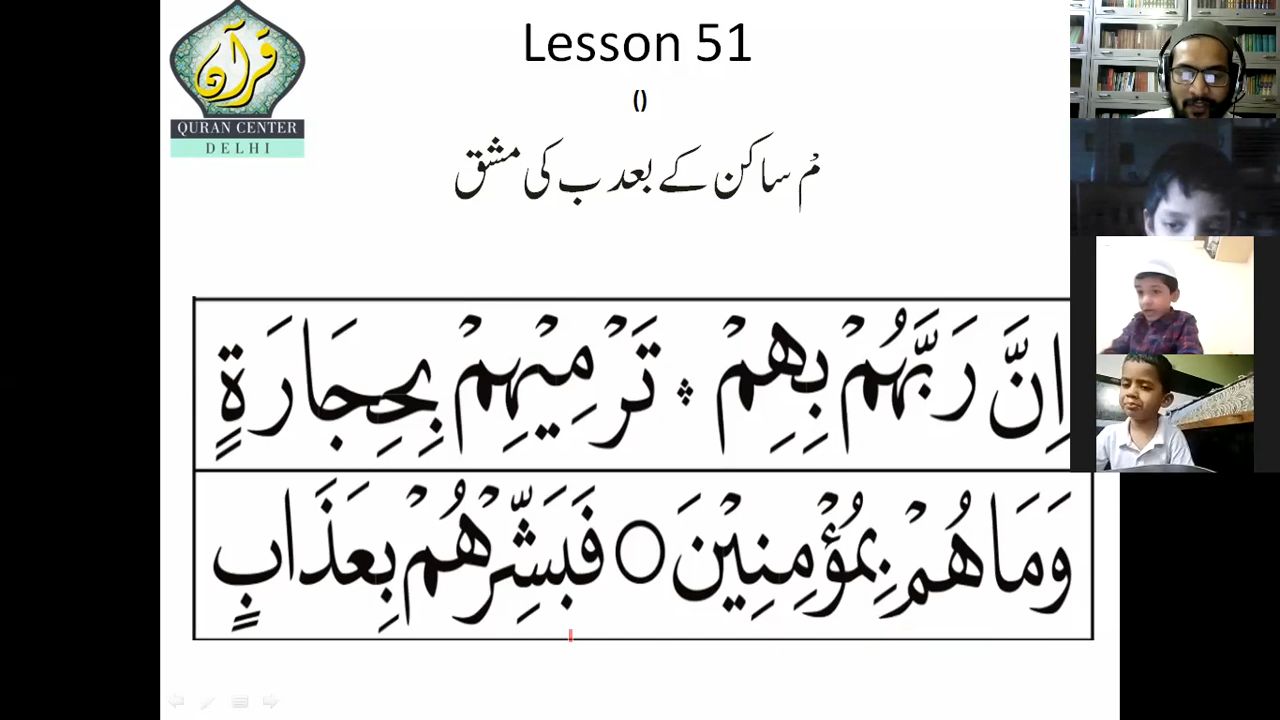 قرآن
QURAN CENTER
DELHI
Lesson 51
()
مْ ساکن کے بعد ب کی مشق
اِنَّ رَبَّهُمْ بِهِمْ ۛ تَرْمِيْهِمْ بِحِجَارَةٍ
وَمَا هُمْ بِمُؤْمِنِيْنَ ○ فَبَشِّرْهُمْ بِعَذَابٍ